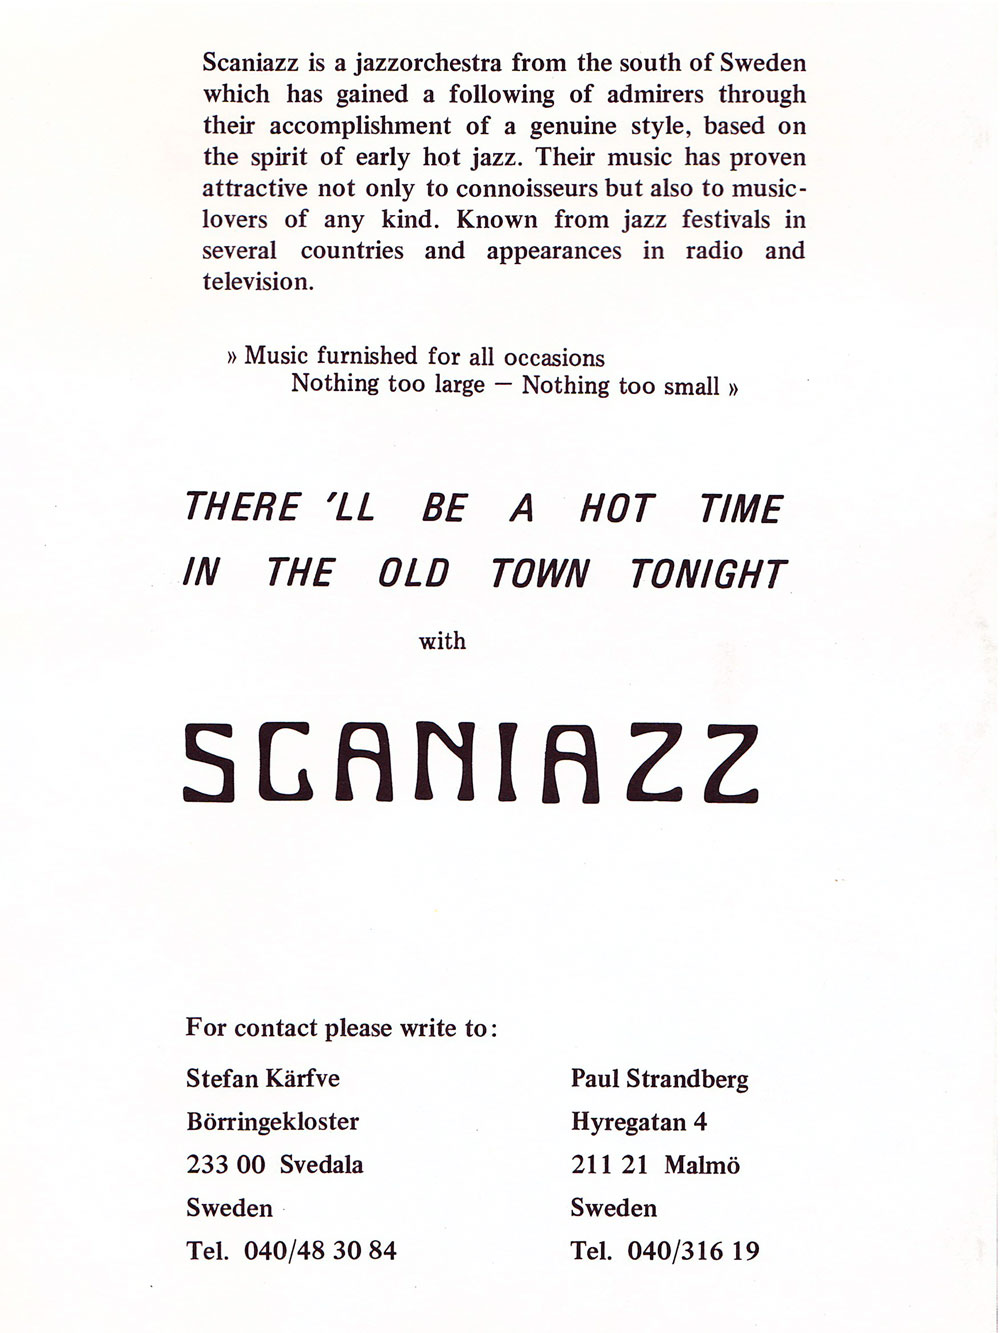 Scaniazz is a jazzorchestra from the south of Sweden
which has gained a following of admirers through
their accomplishment of a genuine style, based on
the spirit of early hot jazz. Their music has proven
attractive not only to connoisseurs but also to music-
lovers of any kind. Known from jazz festivals in
several countries and appearances in radio and
television.
» Music furnished for all occasions
Nothing too large — Nothing too small »
THERE 'LL BE A HOT TIME
IN THE OLD TOWN TONIGHT
with
SCANIAZZ
For contact please write to:
Stefan Kärfve
Börringekloster
233 00 Svedala
Sweden
Tel. 040/48 30 84
Paul Strandberg
Hyregatan 4
211 21 Malmö
Sweden
Tel. 040/316 19